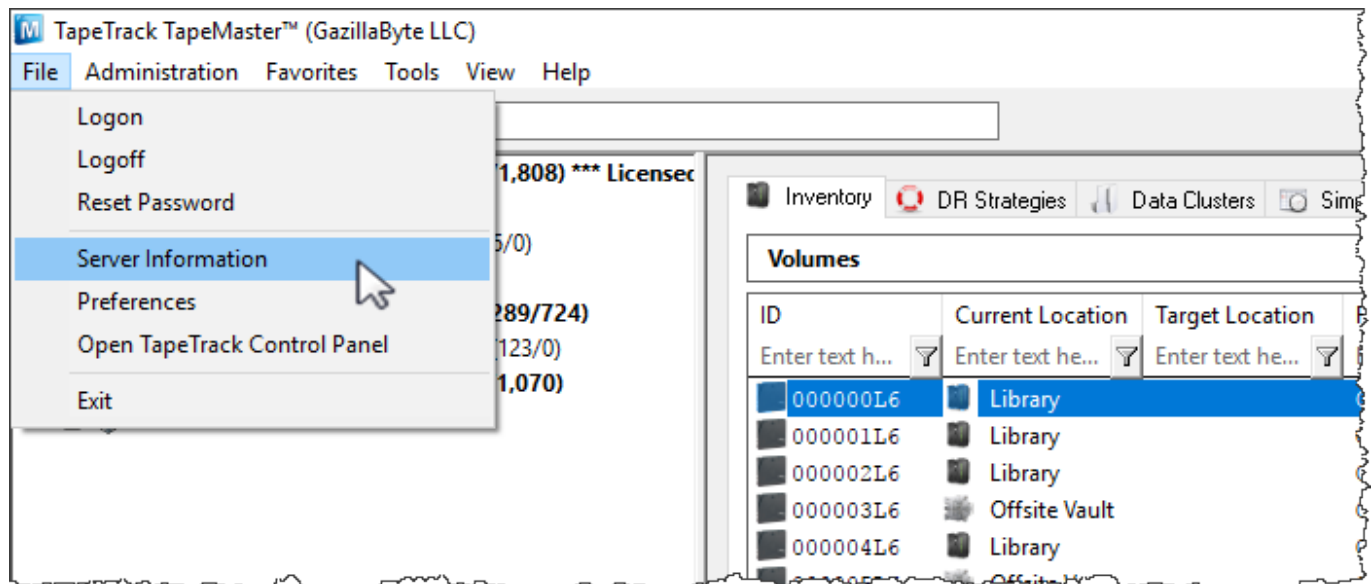 TapeTrack TapeMaster™ (GazillaByte LLC)
File Administration Favorites Tools View Help
Logon
Logoff
Reset Password
Server Information
Preferences
Open TapeTrack Control Panel
Exit
1,808) *** Licensed
/0)
289/724)
123/0)
1,070)
Inventory DR Strategies Data Clusters Sim
Volumes
ID Current Location Target Location
Enter text h... Enter text he... Enter text he...
000000L6 Library
000001L6 Library
000002L6 Library
000003L6 Offsite Vault
000004L6 Library